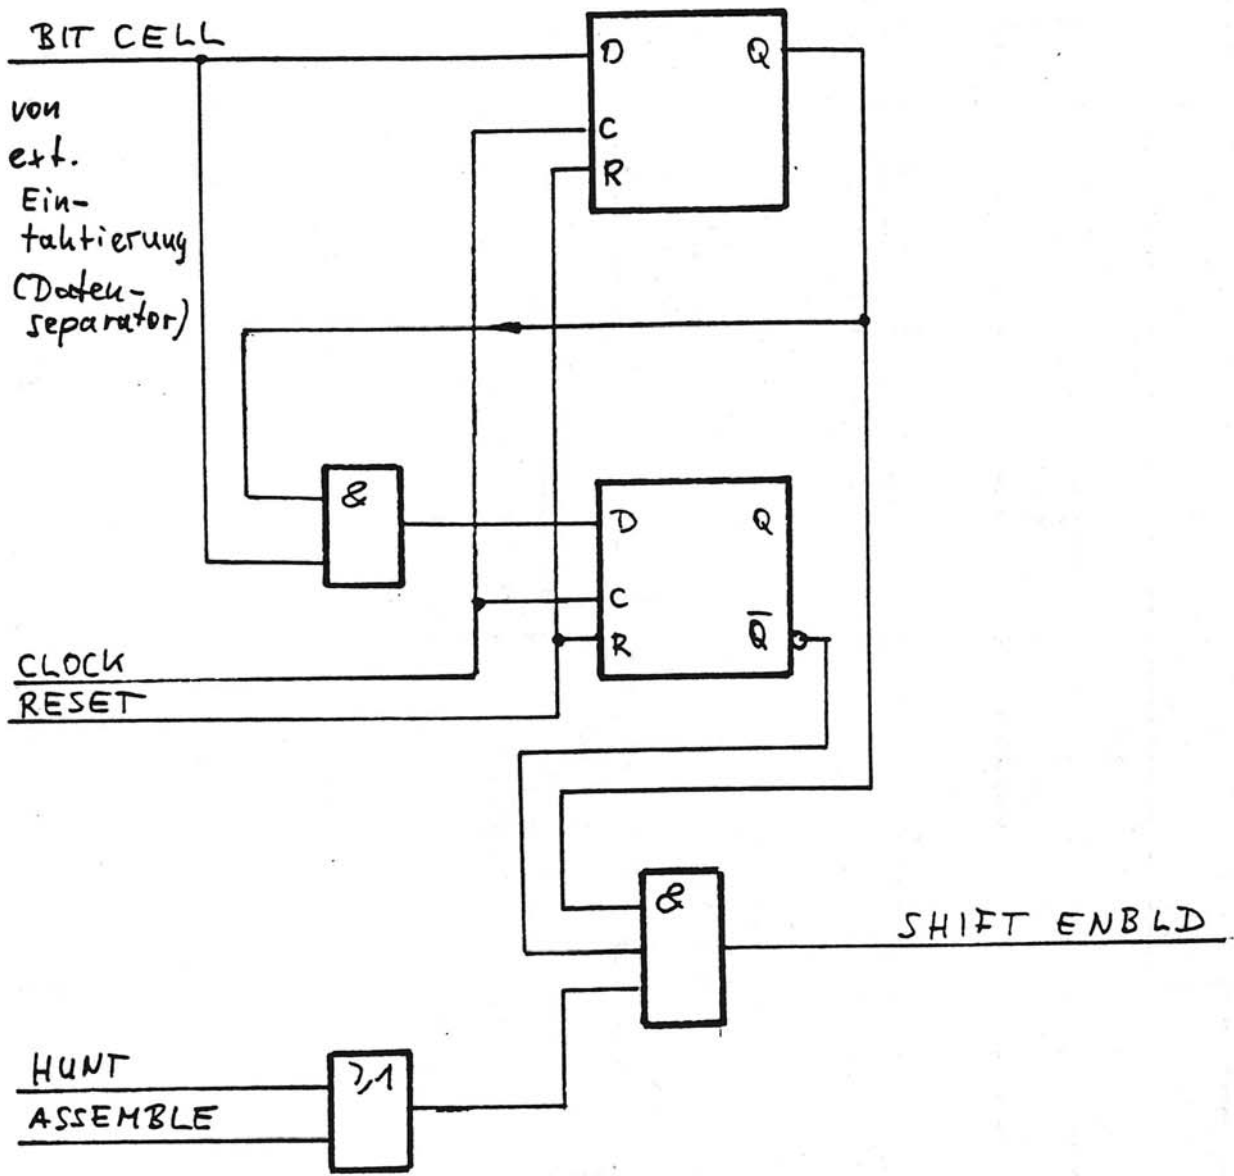 BIT CELL
von
ext.
Ein-
taktierung
(Daten-
separator)
D Q
C
R
&
D Q
C
R Q̅
CLOCK
RESET
&
SHIFT ENBLD
HUNT
ASSEMBLE
≥1